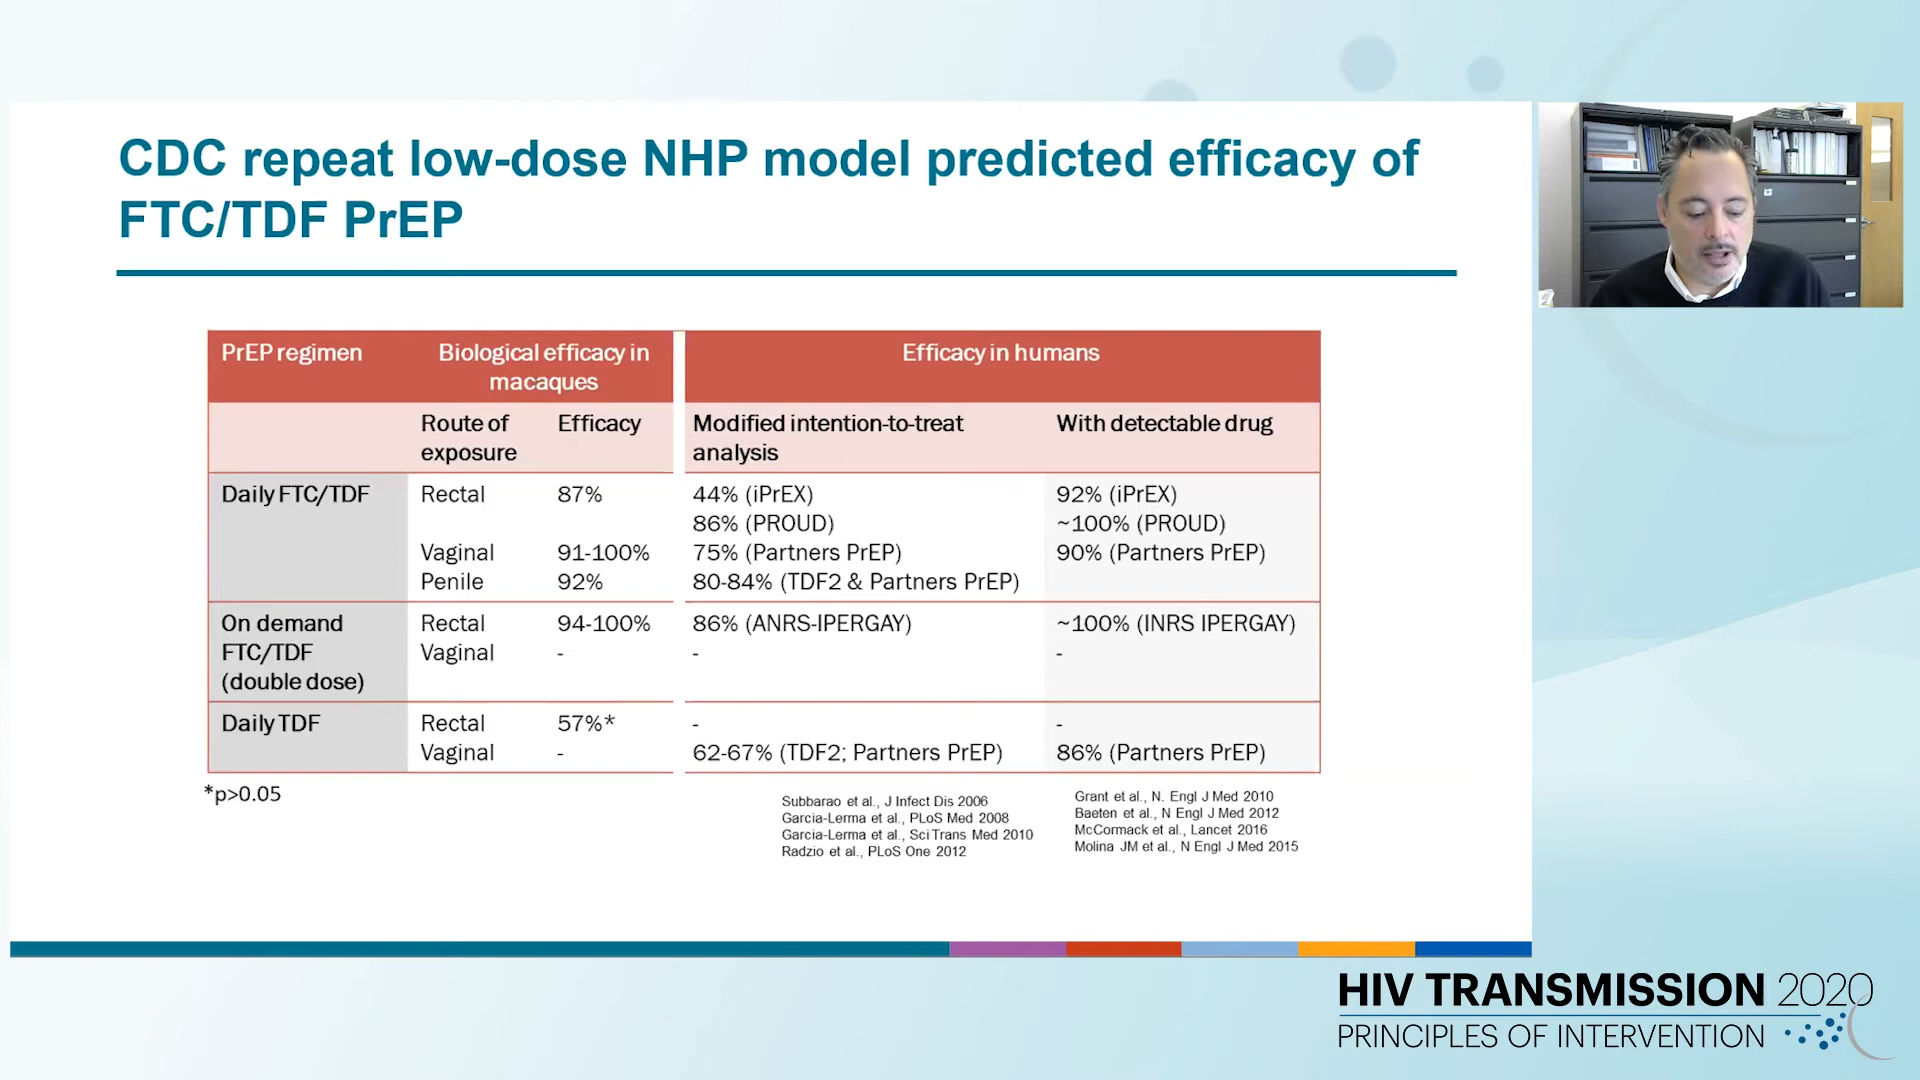 CDC repeat low-dose NHP model predicted efficacy of
FTC/TDF PrEP
PrEP regimen
Biological efficacy in
macaques
Efficacy in humans
Route of
exposure
Efficacy
Modified intention-to-treat
analysis
With detectable drug
Daily FTC/TDF
Rectal
87%
44% (iPrEX)
92% (iPrEX)
86% (PROUD)
~100% (PROUD)
Vaginal
91-100%
75% (Partners PrEP)
90% (Partners PrEP)
Penile
92%
80-84% (TDF2 & Partners PrEP)
On demand
FTC/TDF
(double dose)
Rectal
94-100%
86% (ANRS-IPERGAY)
~100% (INRS IPERGAY)
Vaginal
-
-
-
Daily TDF
Rectal
57%*
-
-
Vaginal
-
62-67% (TDF2; Partners PrEP)
86% (Partners PrEP)
*p>0.05
Subbarao et al., J Infect Dis 2006
Garcia-Lerma et al., PLoS Med 2008
Garcia-Lerma et al., Sci Trans Med 2010
Radzio et al., PLoS One 2012
Grant et al., N. Engl J Med 2010
Baeten et al., N Engl J Med 2012
McCormack et al., Lancet 2016
Molina JM et al., N Engl J Med 2015
HIV TRANSMISSION 2020
PRINCIPLES OF INTERVENTION